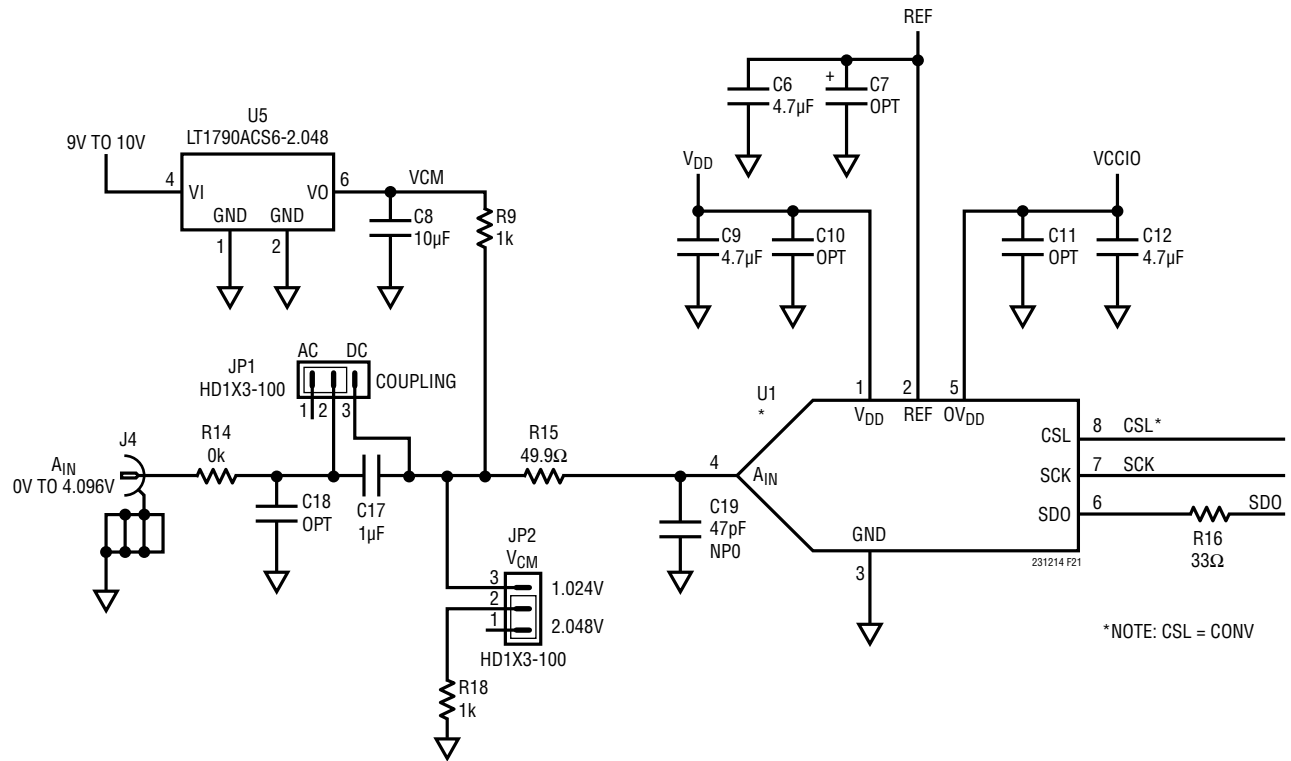 REF
C6
4.7µF
+
C7
OPT
U5
LT1790ACS6-2.048
9V TO 10V
4
VI
VO
6
VCM
GND
GND
1
2
C8
10µF
R9
1k
VDD
C9
4.7µF
C10
OPT
VCCIO
C11
OPT
C12
4.7µF
JP1
HD1X3-100
AC
DC
COUPLING
1
2
3
J4
AIN
0V TO 4.096V
R14
0k
C18
OPT
C17
1µF
R15
49.9Ω
C19
47pF
NP0
JP2
VCM
3
1.024V
2
1
2.048V
HD1X3-100
R18
1k
U1
*
1
2
5
VDD
REF
OVDD
4
AIN
CSL
8
CSL*
SCK
7
SCK
SDO
6
SDO
R16
33Ω
GND
3
231214 F21
*NOTE: CSL = CONV